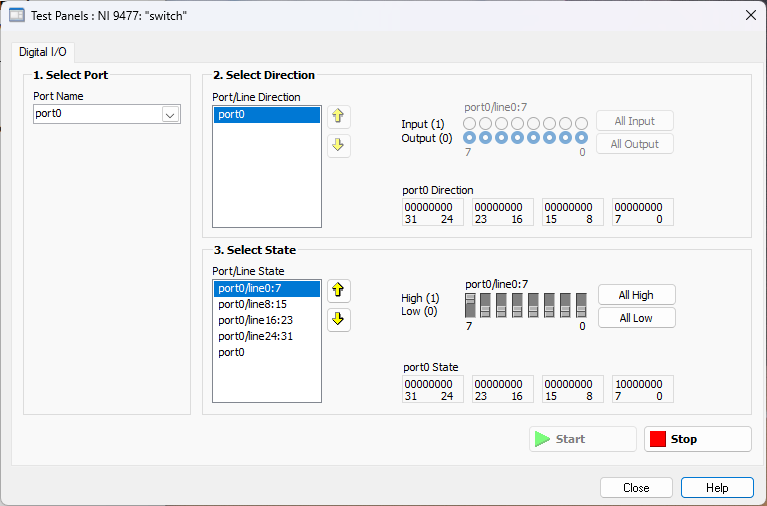 Test Panels : NI 9477: "switch"
Digital I/O
1. Select Port
Port Name
port0
2. Select Direction
Port/Line Direction
port0
port0/line0:7
Input (1)
Output (0)
7 0
All Input
All Output
port0 Direction
00000000 00000000 00000000 00000000
31 24 23 16 15 8 7 0
3. Select State
Port/Line State
port0/line0:7
port0/line8:15
port0/line16:23
port0/line24:31
port0
port0/line0:7
High (1)
Low (0)
7 0
All High
All Low
port0 State
00000000 00000000 00000000 10000000
31 24 23 16 15 8 7 0
Start
Stop
Close
Help